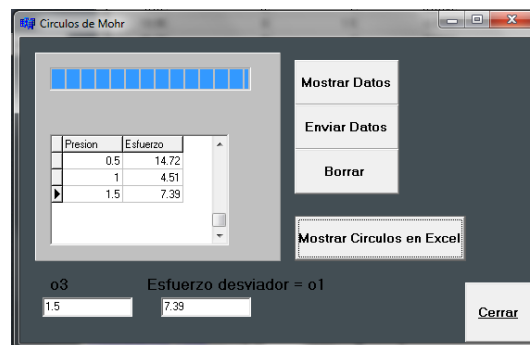 Circulos de Mohr
Mostrar Datos
Enviar Datos
Borrar
Presion Esfuerzo
0.5 14.72
1 4.51
1.5 7.39
Mostrar Circulos en Excel
o3 Esfuerzo desviador = o1
1.5 7.39
Cerrar